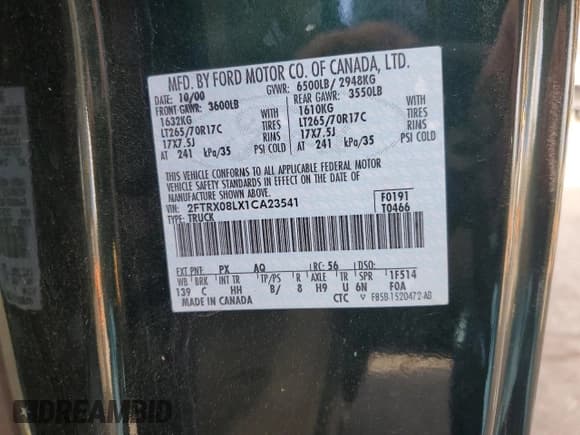 MFD. BY FORD MOTOR CO. OF CANADA, LTD.
DATE: 10/00 GVWR: 6500LB/ 2948KG
FRONT GAWR: 3600LB REAR GAWR: 3550LB
1632KG WITH 1610KG WITH
LT265/70R17C TIRES LT265/70R17C TIRES
17X7.5J RIMS 17X7.5J RIMS
AT 241 kPa/35 PSI COLD AT 241 kPa/35 PSI COLD
THIS VEHICLE CONFORMS TO ALL APPLICABLE FEDERAL MOTOR
VEHICLE SAFETY STANDARDS IN EFFECT ON THE DATE OF
MANUFACTURE SHOWN ABOVE.
VIN: 2FTRX08LX1CA23541 F0191
TYPE: TRUCK T0466
EXT PNT: PX AQ RC: 56 DSO:
WB BRK INT TR TP/PS R AXLE TR SPR 1F514
139 C HH B/ 8 H9 U 6N F0A
MADE IN CANADA CTC F85B-1520472-AB
DREAMBID